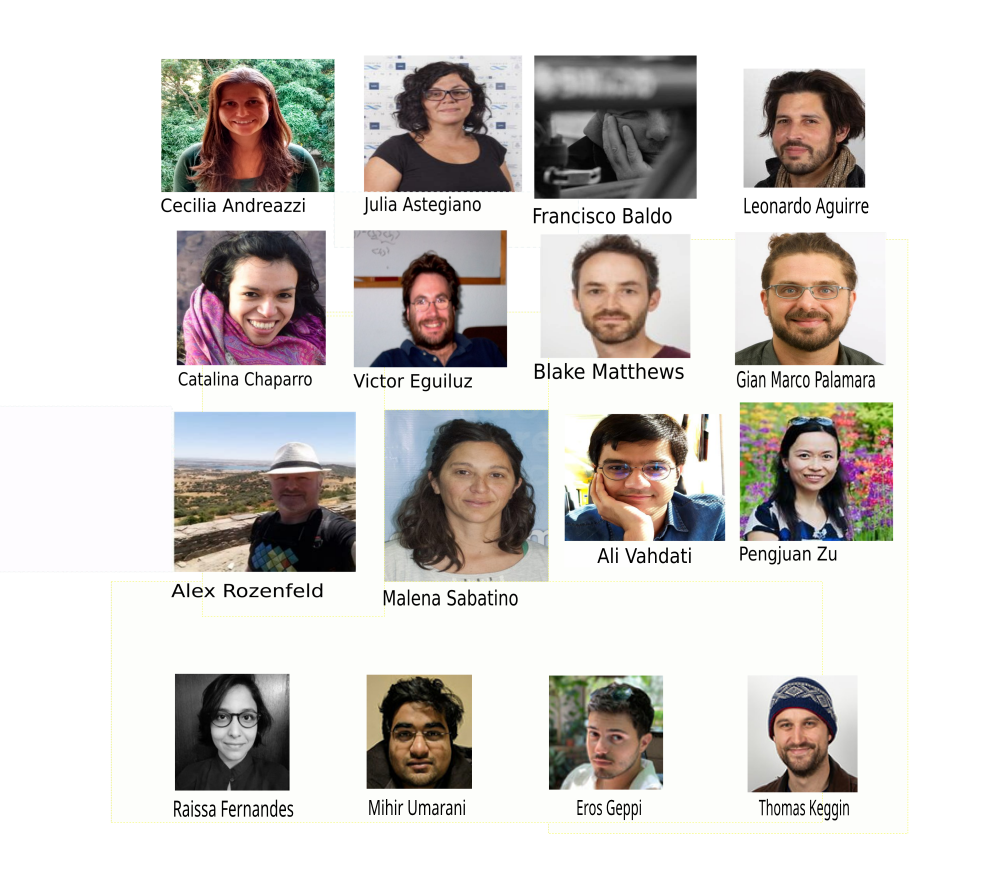 Cecilia Andreazzi
Julia Astegiano
Francisco Baldo
Leonardo Aguirre
Catalina Chaparro
Victor Eguiluz
Blake Matthews
Gian Marco Palamara
Alex Rozenfeld
Malena Sabatino
Ali Vahdati
Pengjuan Zu
Raissa Fernandes
Mihir Umarani
Eros Geppi
Thomas Keggin